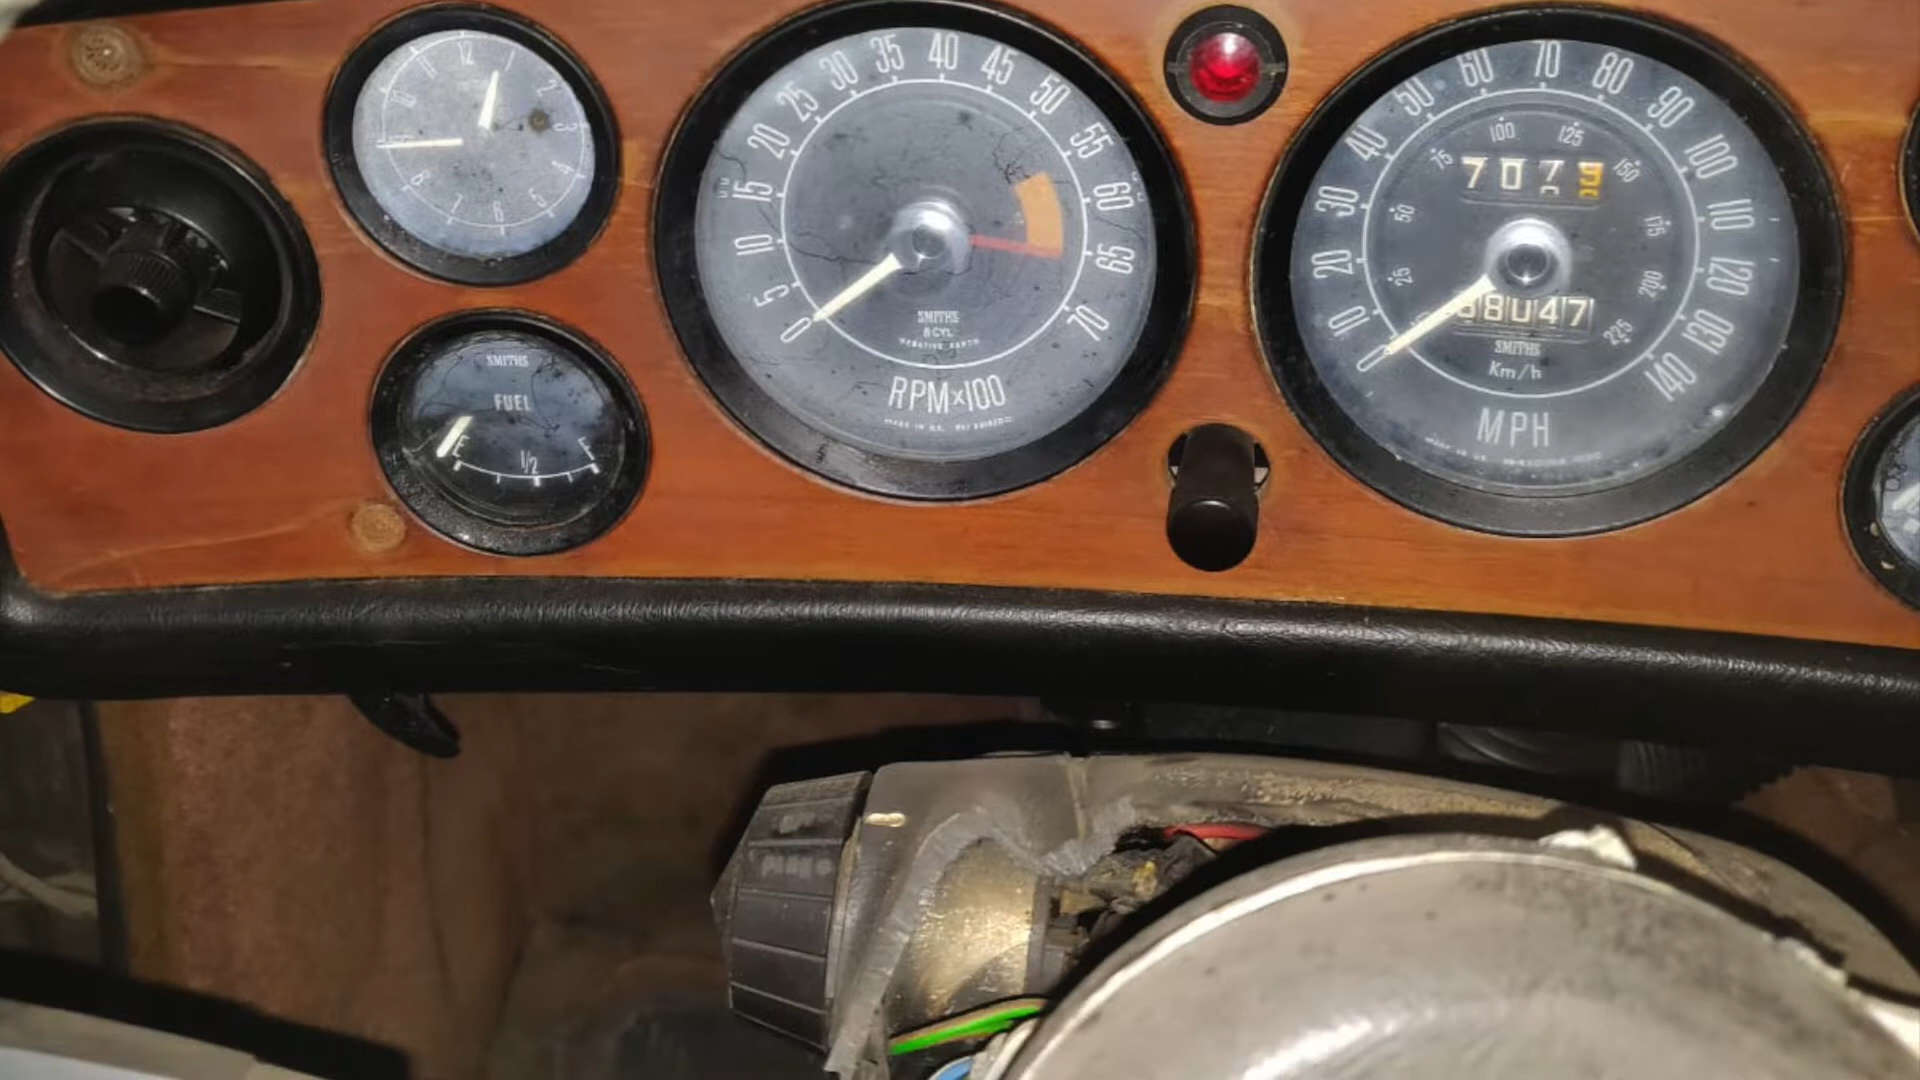 12
1
2
3
4
5
6
7
8
SMITHS
FUEL
E 1/2 F
0 5 10 15 20 25 30 35 40 45 50 55 60 65 70
SMITHS
8 CYL
NEGATIVE EARTH
RPM×100
10 20 30 40 50 60 70 80 90 100 110 120 130 140
25 50 75 100 125 150 175 200 225
7079
88047
SMITHS
Km/h
MPH